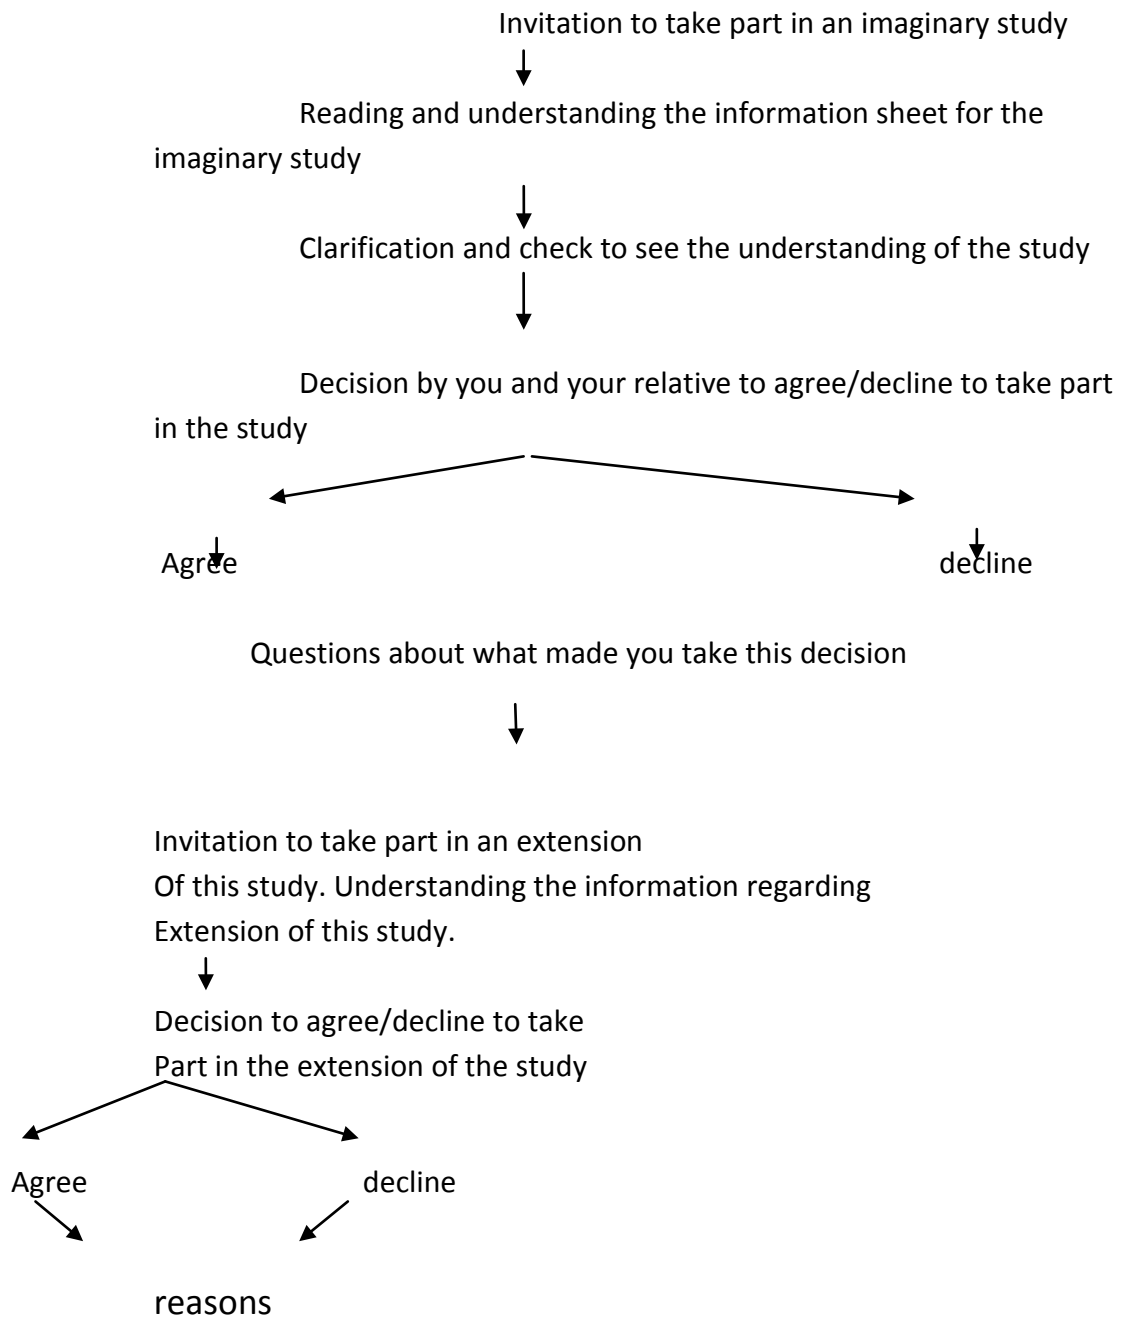 Invitation to take part in an imaginary study
Reading and understanding the information sheet for the
imaginary study
Clarification and check to see the understanding of the study
Decision by you and your relative to agree/decline to take part
in the study
Agree decline
Questions about what made you take this decision
Invitation to take part in an extension
Of this study. Understanding the information regarding
Extension of this study.
Decision to agree/decline to take
Part in the extension of the study
Agree decline
reasons